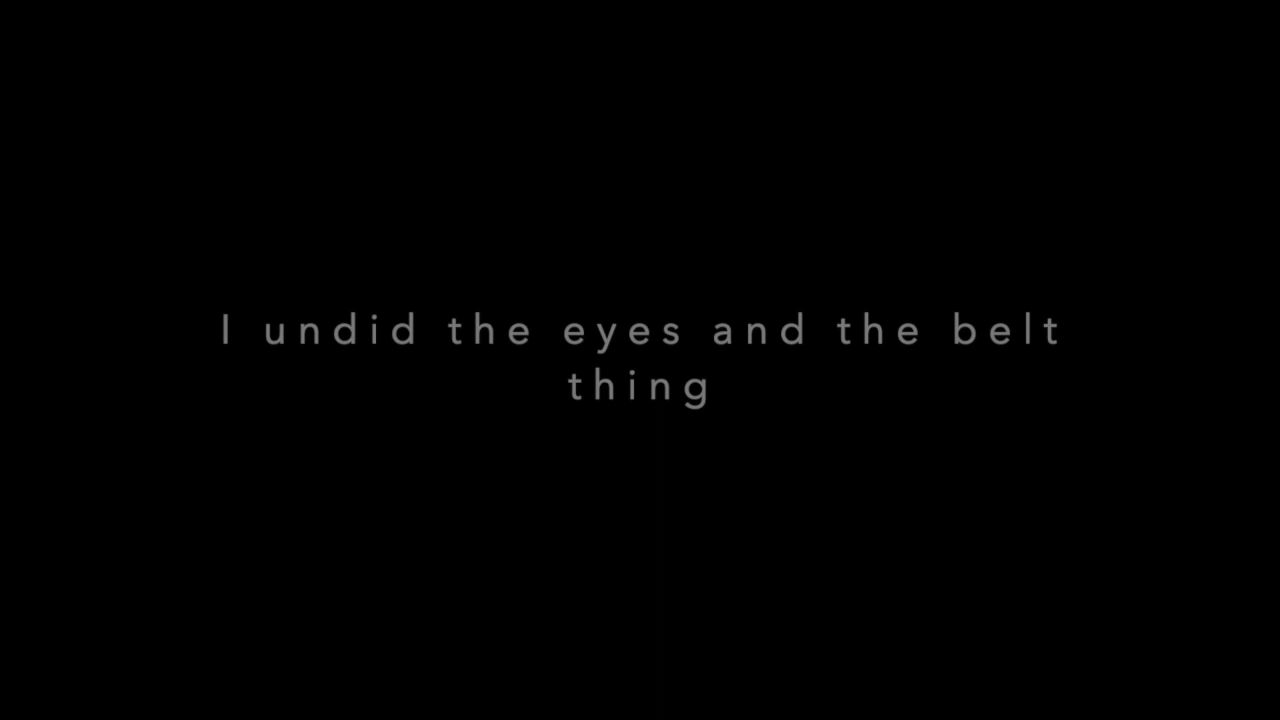 I undid the eyes and the belt
thing